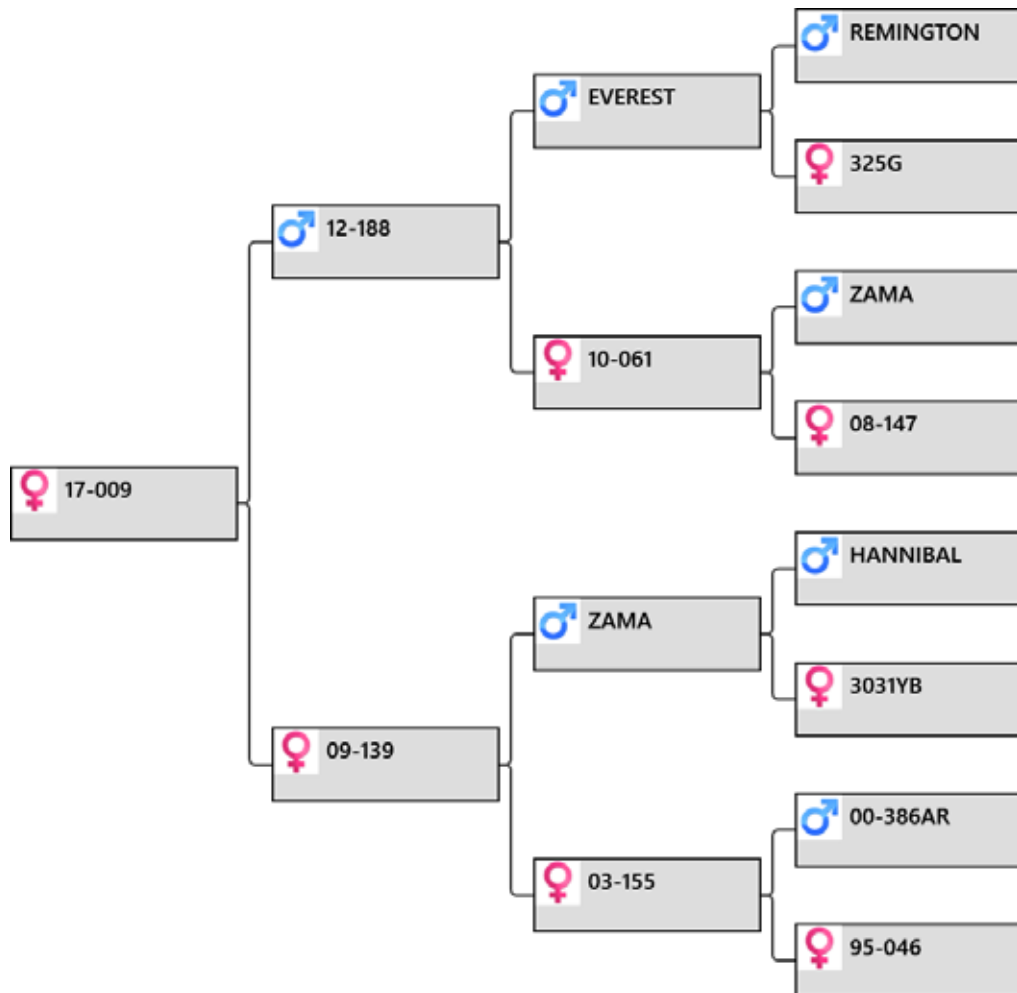 REMINGTON
EVEREST
325G
12-188
ZAMA
10-061
08-147
17-009
HANNIBAL
ZAMA
3031YB
09-139
00-386AR
03-155
95-046